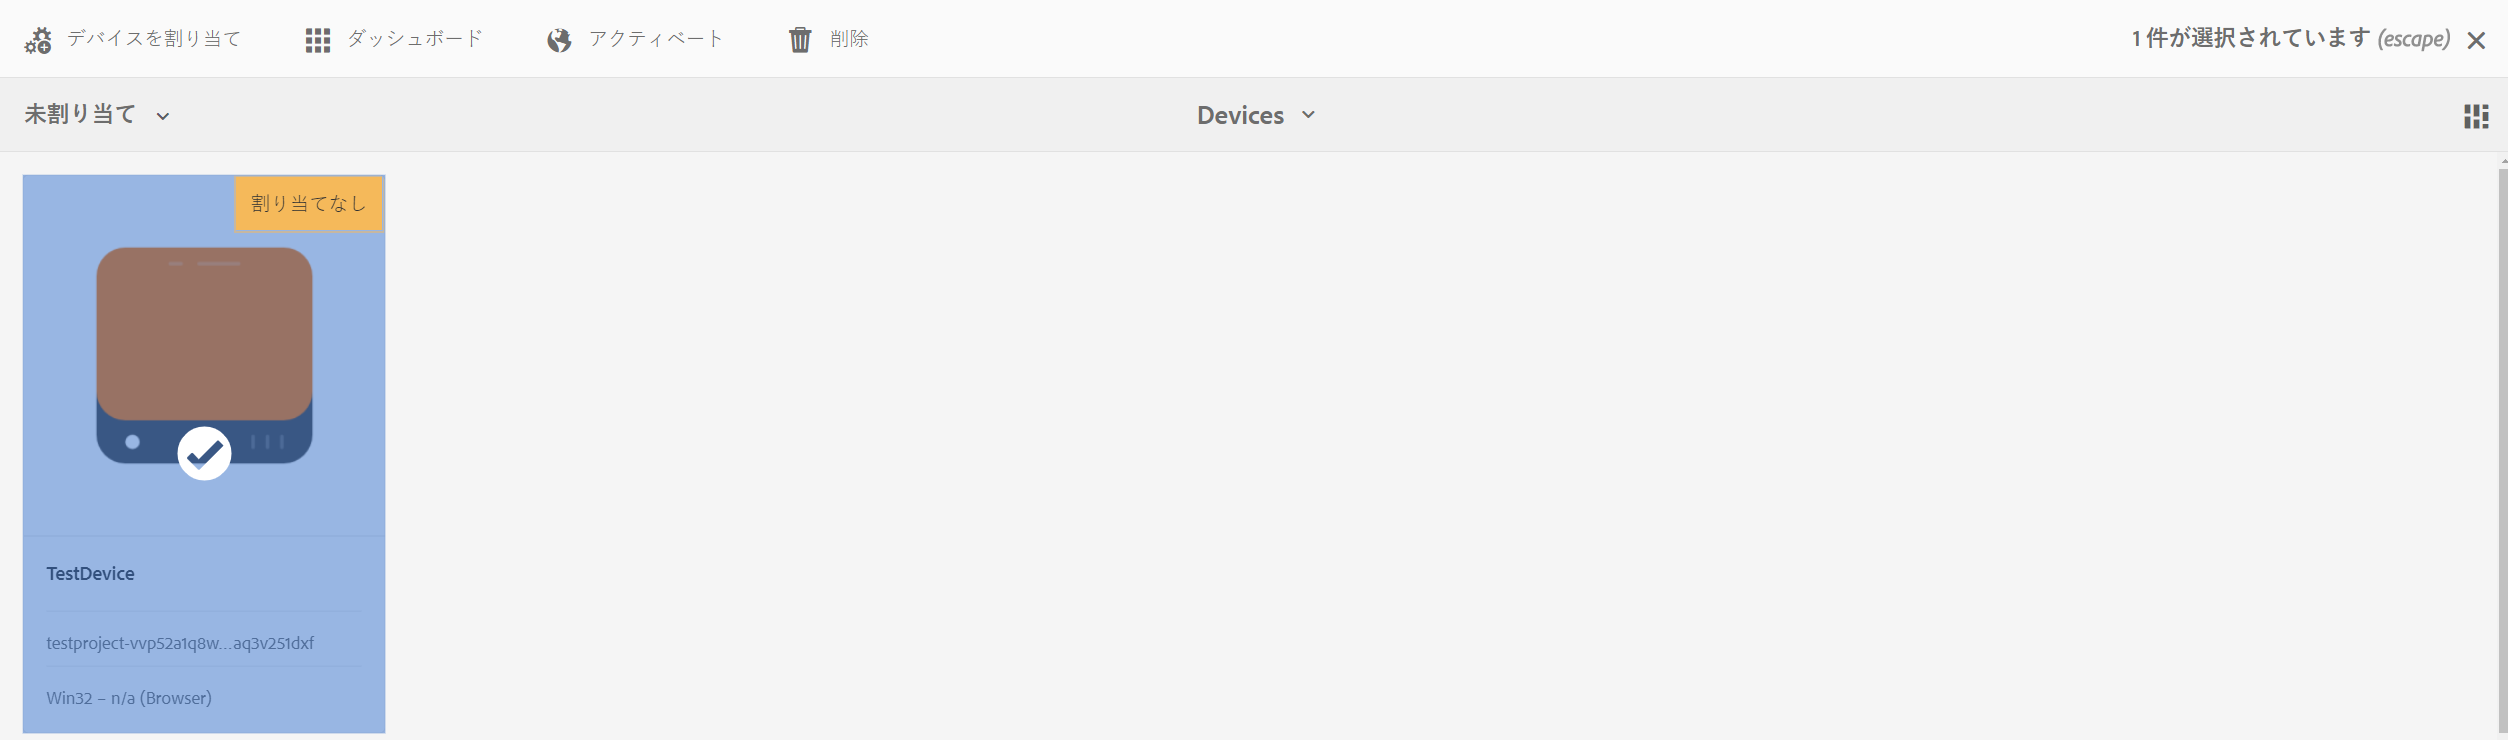 デバイスを割り当て ダッシュボード アクティベート 削除 1 件が選択されています (escape)
未割り当て Devices
割り当てなし
TestDevice
testproject-vvp52a1q8w...aq3v251dxf
Win32 – n/a (Browser)